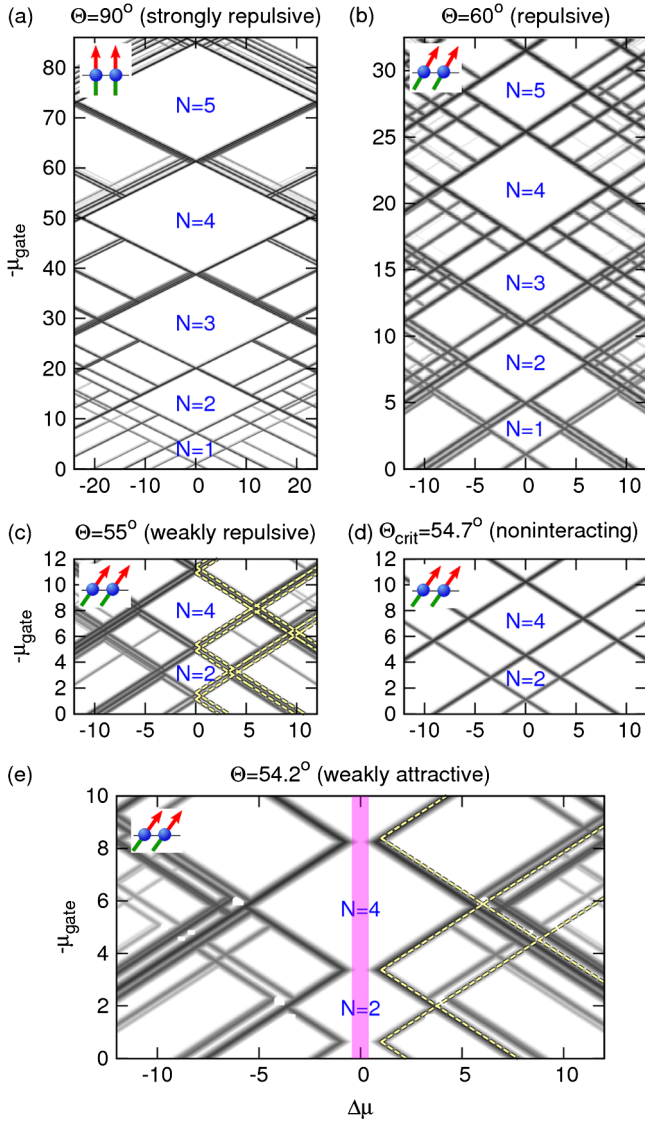 (a) Θ=90° (strongly repulsive)
80
70
60
50
40
30
20
10
0
-20 -10 0 10 20
-μgate
N=5
N=4
N=3
N=2
N=1
(b) Θ=60° (repulsive)
30
25
20
15
10
5
0
-10 -5 0 5 10
N=5
N=4
N=3
N=2
N=1
(c) Θ=55° (weakly repulsive)
12
10
8
6
4
2
0
-10 -5 0 5 10
-μgate
N=4
N=2
(d) Θcrit=54.7° (noninteracting)
12
10
8
6
4
2
0
-10 -5 0 5 10
N=4
N=2
(e) Θ=54.2° (weakly attractive)
10
8
6
4
2
0
-10 -5 0 5 10
-μgate
N=4
N=2
Δμ